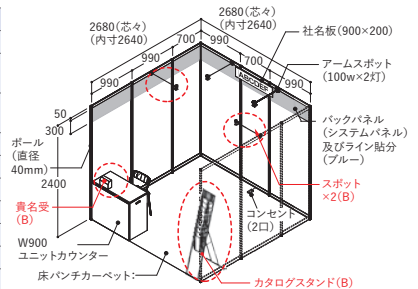 2680(芯々)
(内寸2640)
2680(芯々)
(内寸2640)
990
990
700
700
990
990
社名板(900×200)
アームスポット
(100w×2灯)
ABCDEF
50
300
2400
ポール
(直径
40mm)
バックパネル
(システムパネル)
及びライン貼分
(ブルー)
スポット
×2(B)
貴名受
(B)
コンセント
(2口)
W900
ユニットカウンター
床パンチカーペット:
カタログスタンド(B)